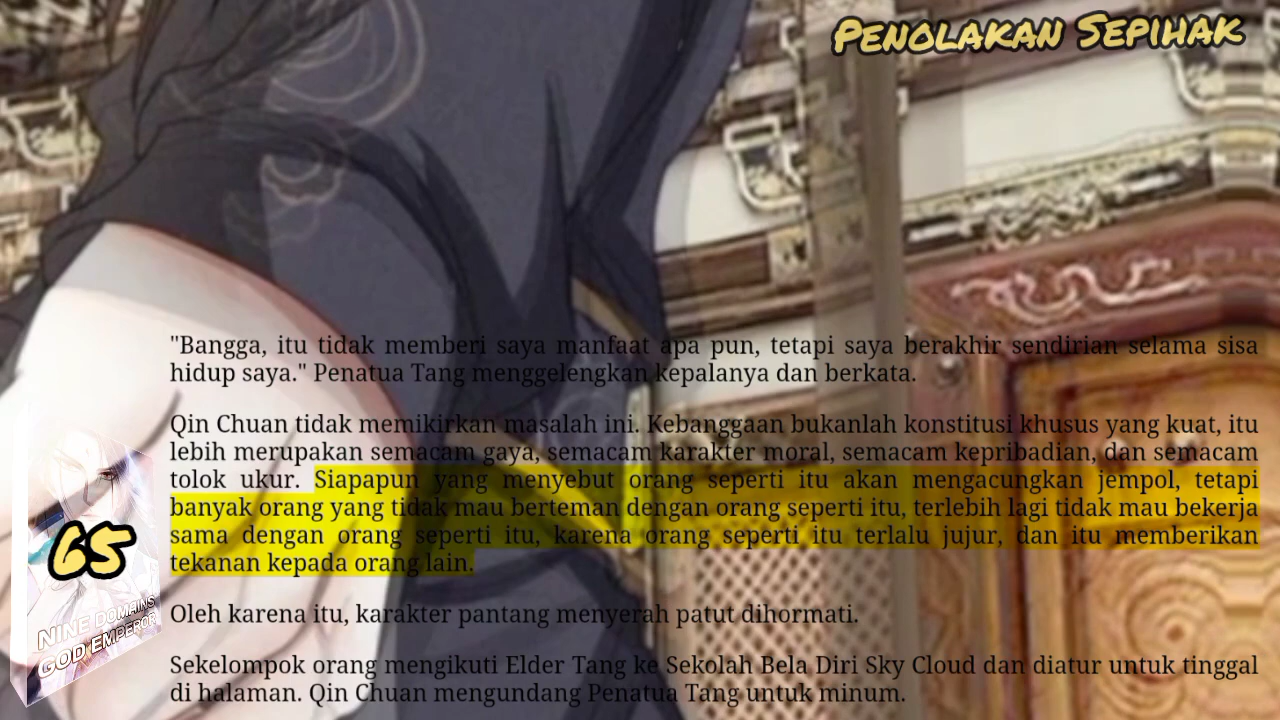 Penolakan Sepihak
"Bangga, itu tidak memberi saya manfaat apa pun, tetapi saya berakhir sendirian selama sisa
hidup saya." Penatua Tang menggelengkan kepalanya dan berkata.
Qin Chuan tidak memikirkan masalah ini. Kebanggaan bukanlah konstitusi khusus yang kuat, itu
lebih merupakan semacam gaya, semacam karakter moral, semacam kepribadian, dan semacam
tolok ukur. Siapapun yang menyebut orang seperti itu akan mengacungkan jempol, tetapi
banyak orang yang tidak mau berteman dengan orang seperti itu, terlebih lagi tidak mau bekerja
sama dengan orang seperti itu, karena orang seperti itu terlalu jujur, dan itu memberikan
tekanan kepada orang lain.
Oleh karena itu, karakter pantang menyerah patut dihormati.
Sekelompok orang mengikuti Elder Tang ke Sekolah Bela Diri Sky Cloud dan diatur untuk tinggal
di halaman. Qin Chuan mengundang Penatua Tang untuk minum.
65
NINE DOMAINS
GOD EMPEROR